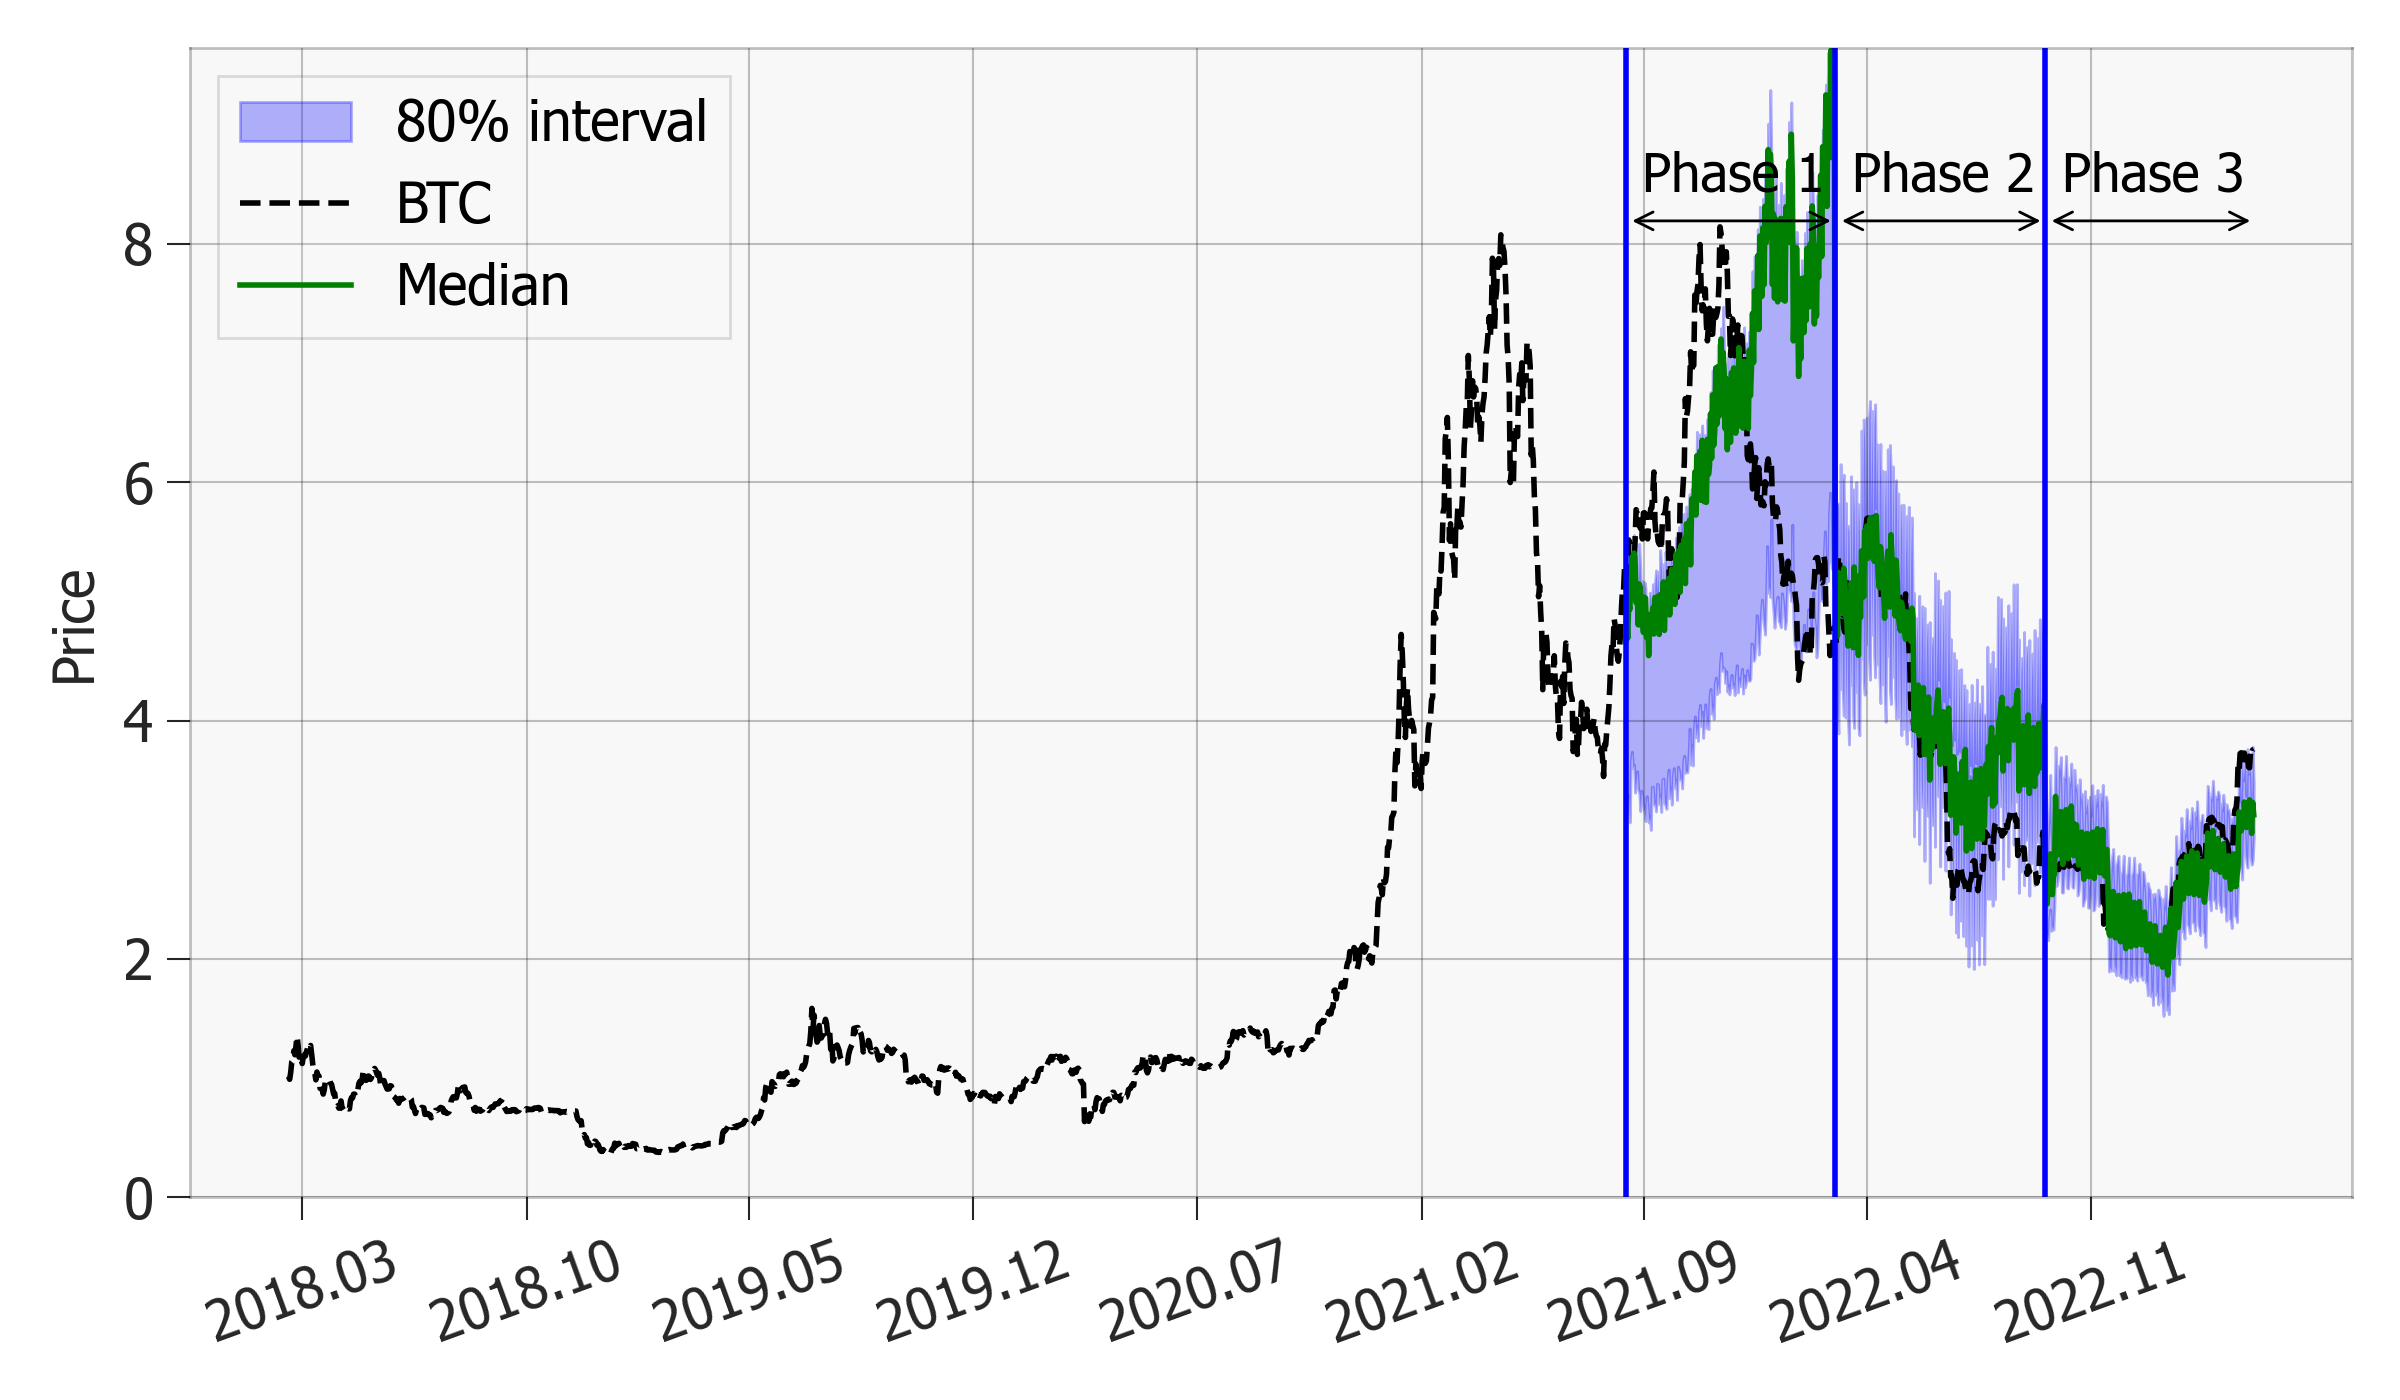 80% interval
BTC
Median
Phase 1
Phase 2
Phase 3
Price
8
6
4
2
0
2018.03
2018.10
2019.05
2019.12
2020.07
2021.02
2021.09
2022.04
2022.11